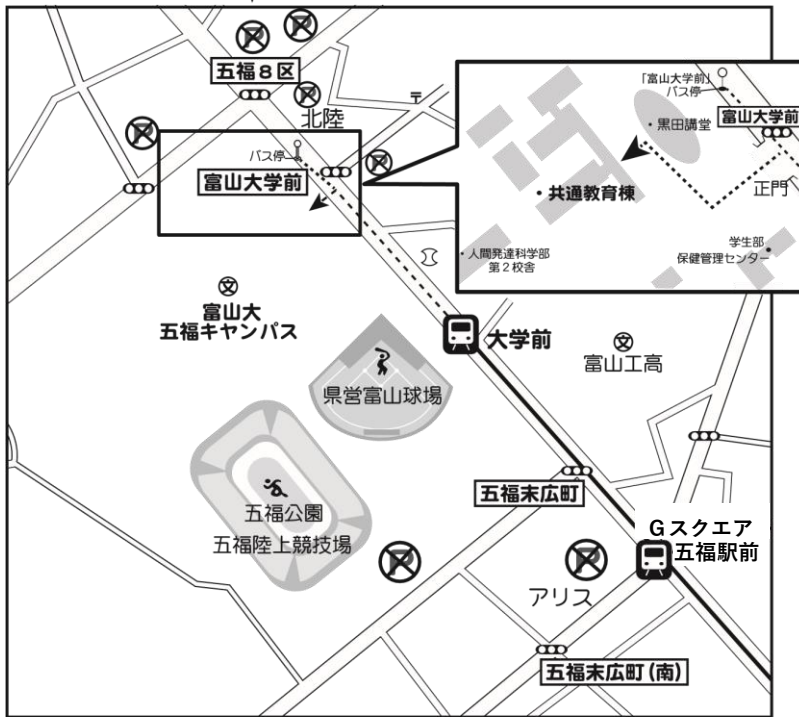 五福８区
北陸
〒
バス停
富山大学前
「富山大学前」
バス停
富山大学前
・黒田講堂
正門
・共通教育棟
学生部
保健管理センター・
・人間発達科学部
第２校舎
文
富山大
五福キャンパス
大学前
文
富山工高
県営富山球場
五福公園
五福陸上競技場
五福末広町
Gスクエア
五福駅前
アリス
五福末広町(南)
P
P
P
P
P
P
P